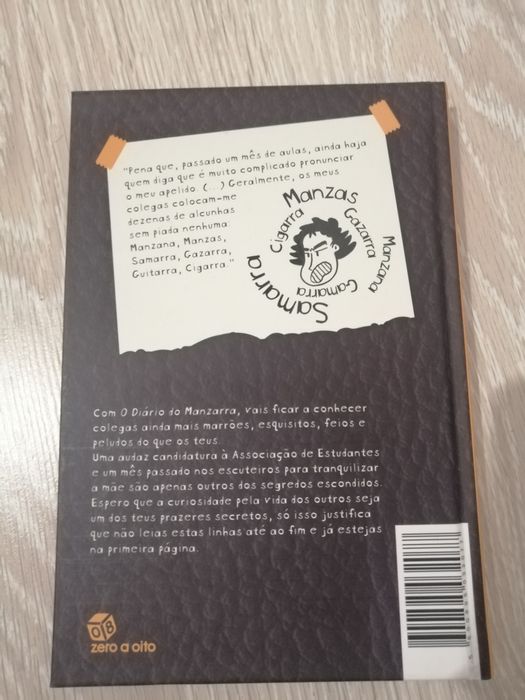 "Pena que, passado um mês de aulas, ainda haja
quem diga que é muito complicado pronunciar
o meu apelido. (...) Geralmente, os meus
colegas colocam-me
dezenas de alcunhas
sem piada nenhuma:
Manzana, Manzas,
Samarra, Gazarra,
Guitarra, Cigarra."
Manzas
Cigarra
Gazarra
Manzana
Gamarra
Samarra
Com O Diário do Manzarra, vais ficar a conhecer
colegas ainda mais marrões, esquisitos, feios e
peludos do que os teus.
Uma audaz candidatura à Associação de Estudantes
e um mês passado nos escuteiros para tranquilizar
a mãe são apenas outros dos segredos escondidos.
Espero que a curiosidade pela vida dos outros seja
um dos teus prazeres secretos, só isso justifica
que não leias estas linhas até ao fim e já estejas
na primeira página.
08
zero a oito